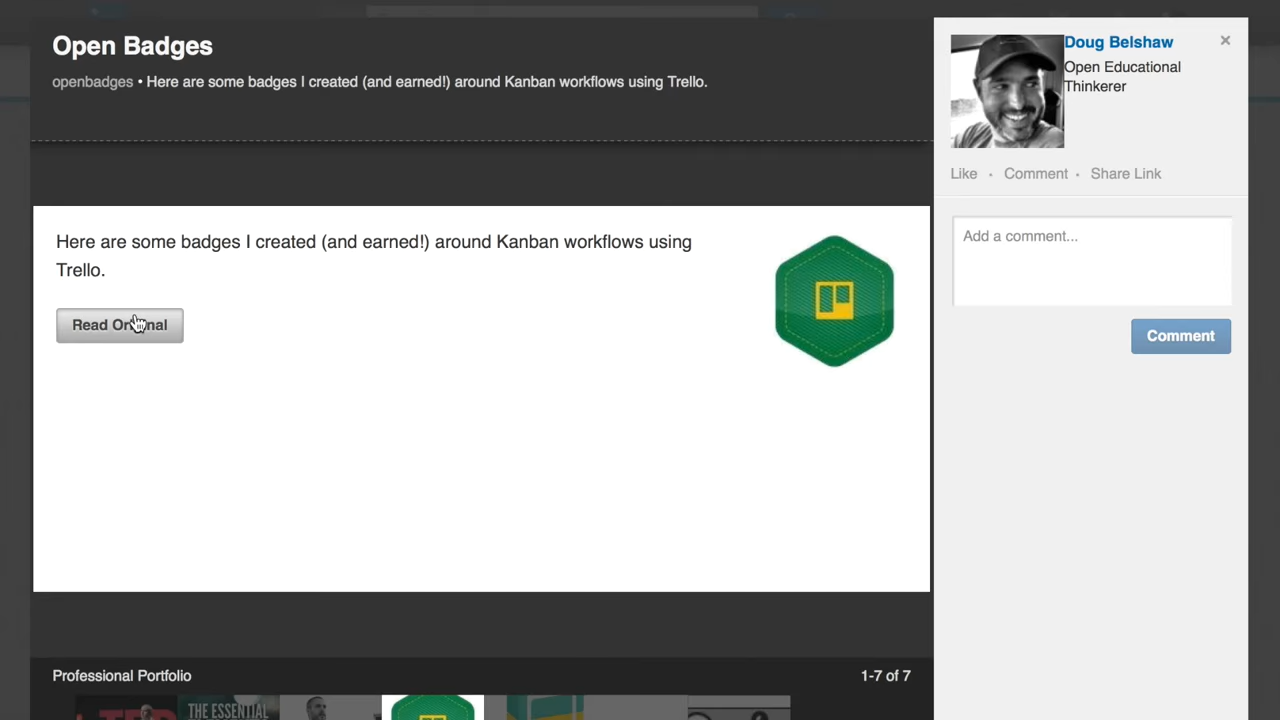 Open Badges
openbadges • Here are some badges I created (and earned!) around Kanban workflows using Trello.
Here are some badges I created (and earned!) around Kanban workflows using
Trello.
Read Original
Professional Portfolio
1-7 of 7
THE ESSENTIAL
Doug Belshaw
Open Educational
Thinkerer
Like • Comment • Share Link
Add a comment...
Comment